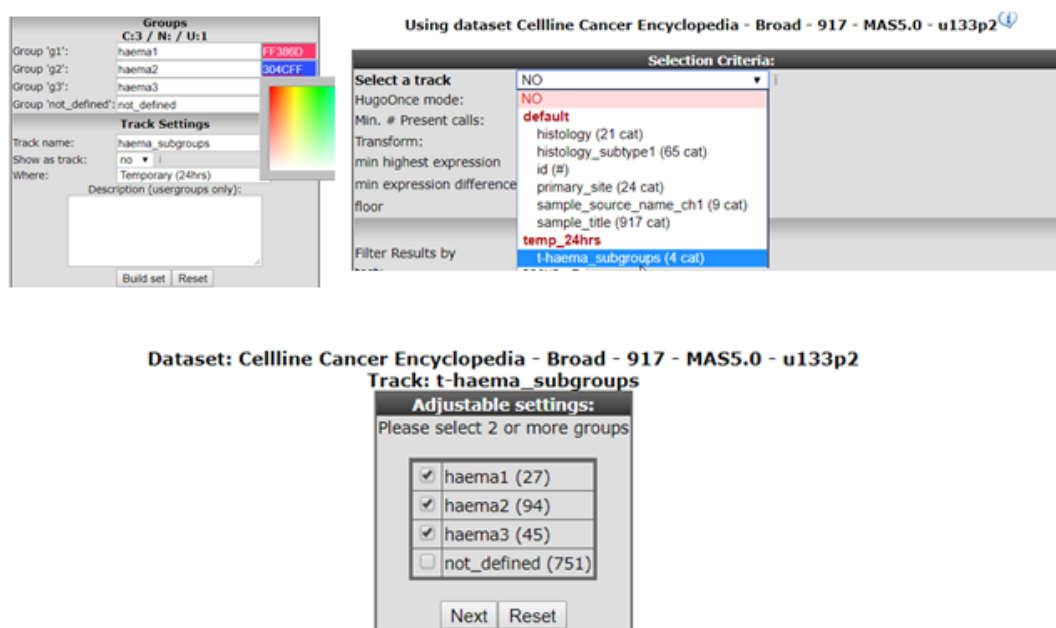 Groups
C:3 / N: / U:1
Group 'g1': haema1 FF386D
Group 'g2': haema2 304CFF
Group 'g3': haema3
Group 'not_defined': not_defined
Track Settings
Track name: haema_subgroups
Show as track: no i
Where: Temporary (24hrs)
Description (usergroups only):
Build set Reset
Using dataset Cellline Cancer Encyclopedia - Broad - 917 - MAS5.0 - u133p2
Selection Criteria:
Select a track NO i
HugoOnce mode:
Min. # Present calls:
Transform:
min highest expression
min expression difference
floor
Filter Results by
NO
default
histology (21 cat)
histology_subtype1 (65 cat)
id (#)
primary_site (24 cat)
sample_source_name_ch1 (9 cat)
sample_title (917 cat)
temp_24hrs
t-haema_subgroups (4 cat)
Dataset: Cellline Cancer Encyclopedia - Broad - 917 - MAS5.0 - u133p2
Track: t-haema_subgroups
Adjustable settings:
Please select 2 or more groups
haema1 (27)
haema2 (94)
haema3 (45)
not_defined (751)
Next Reset